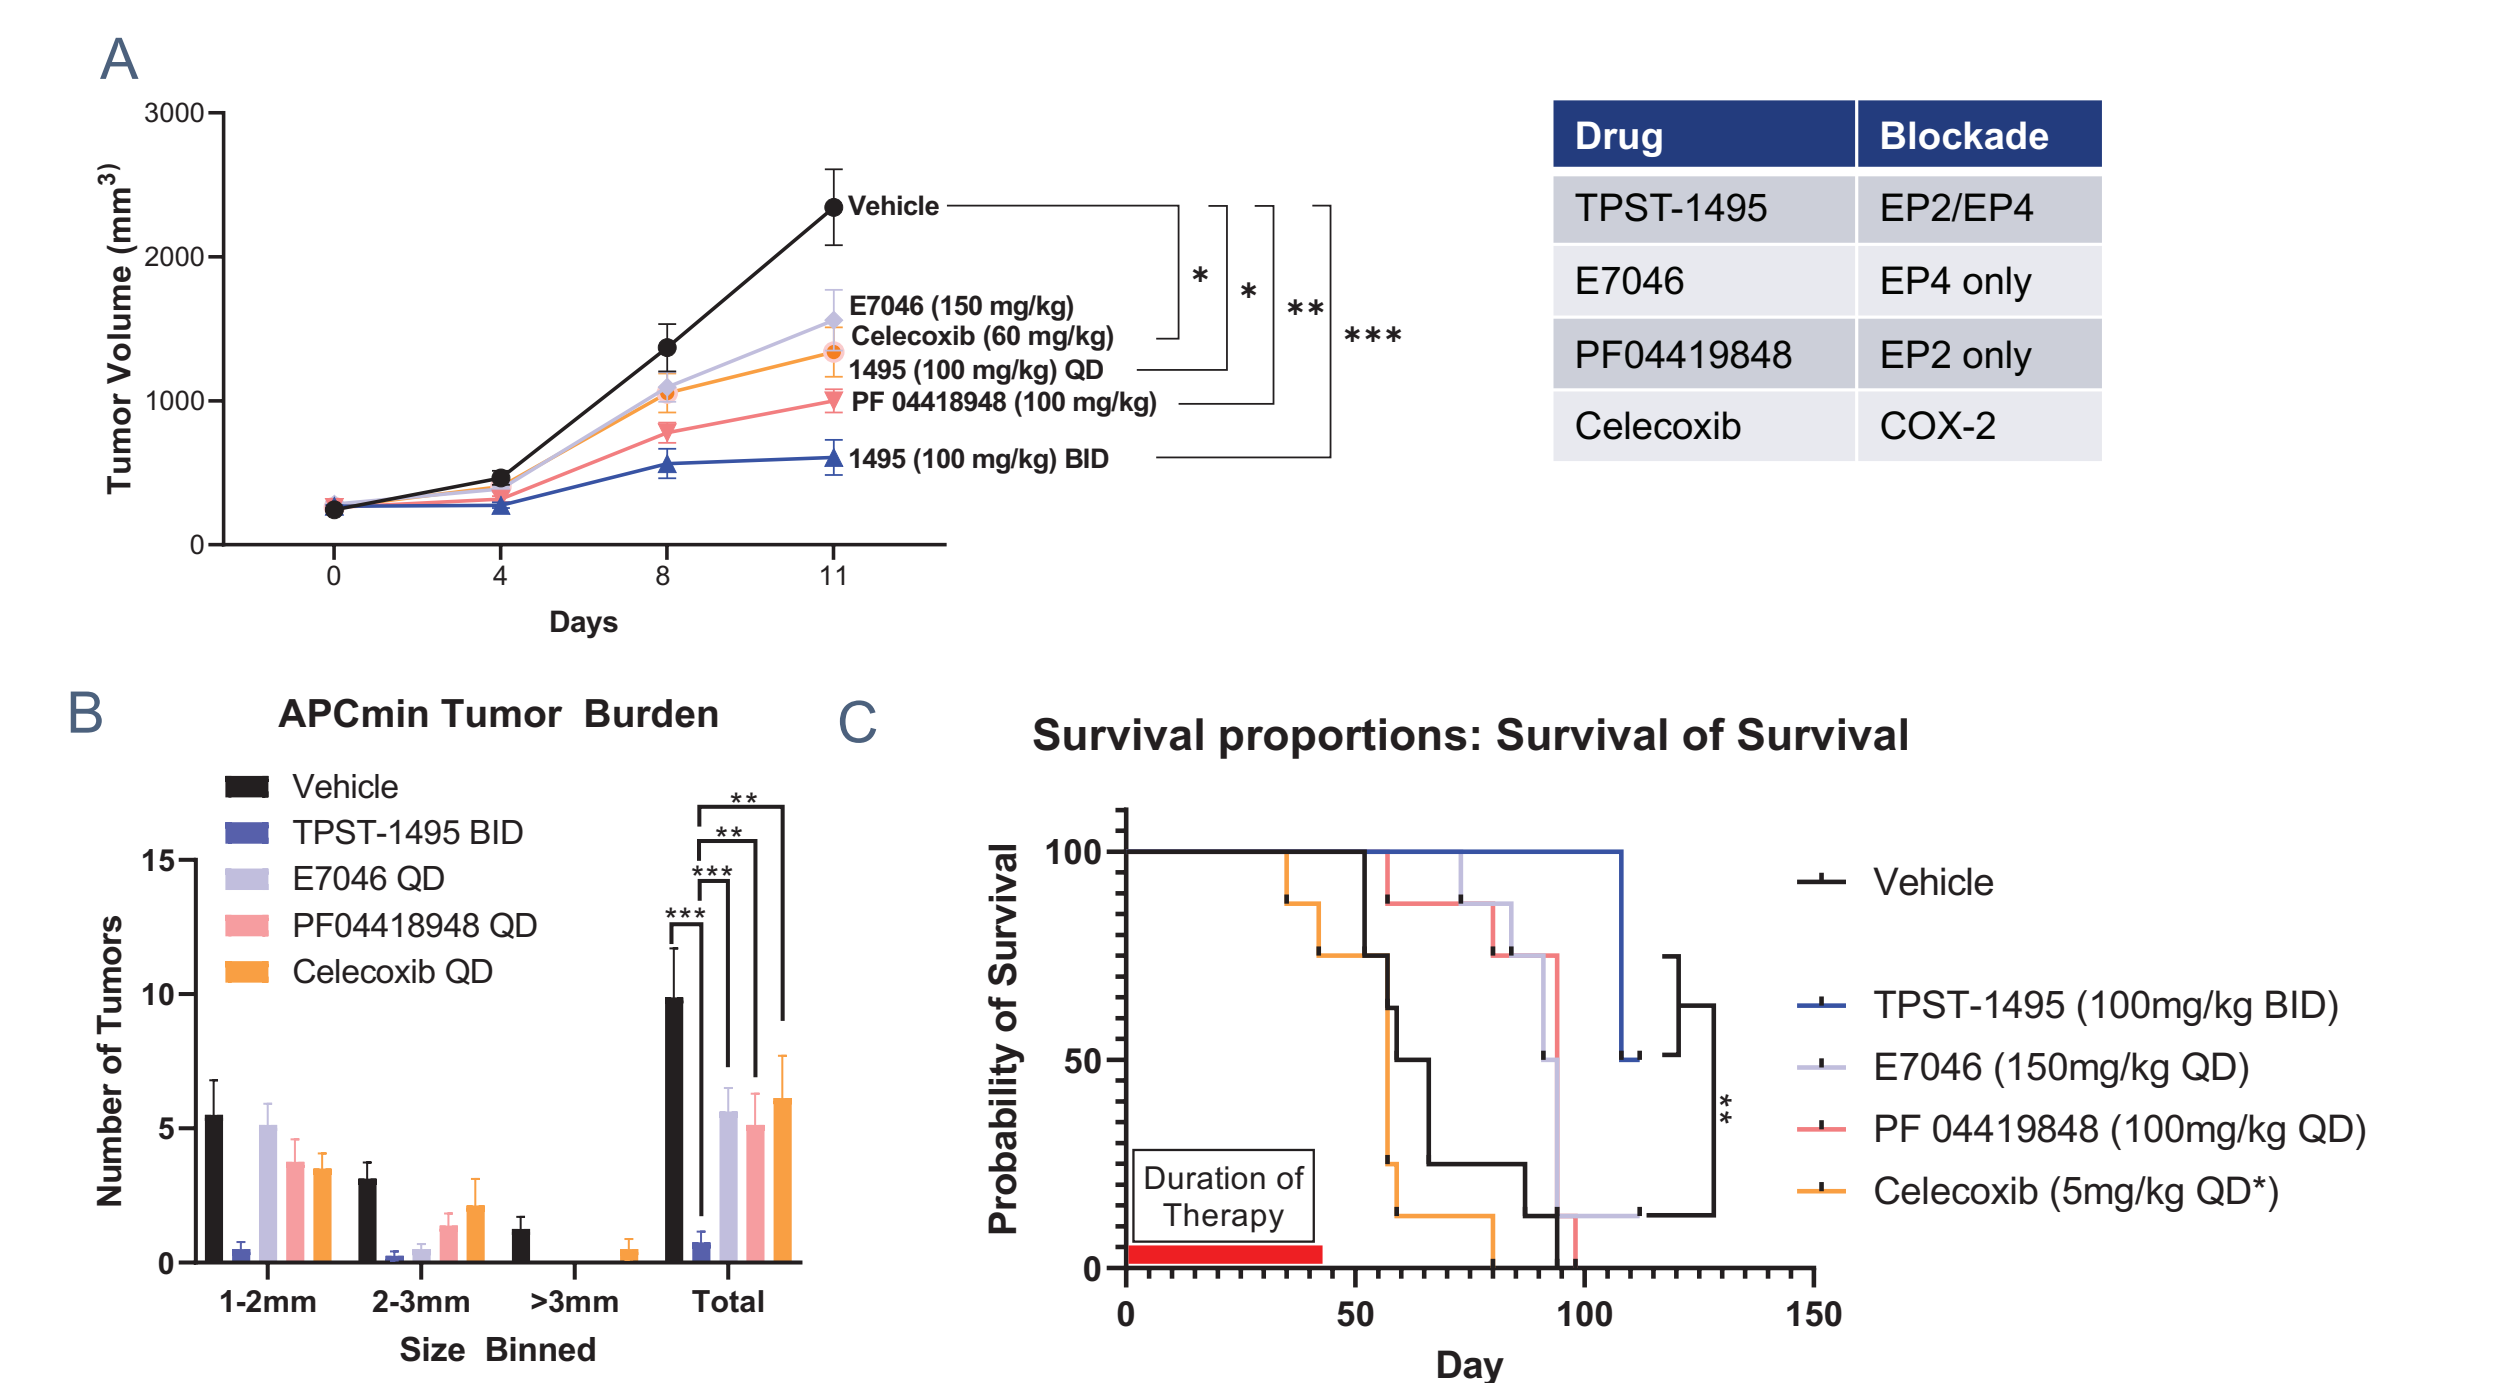 A
3000
2000
1000
0
Tumor Volume (mm3)
0 4 8 11
Days
Vehicle
E7046 (150 mg/kg)
Celecoxib (60 mg/kg)
1495 (100 mg/kg) QD
PF 04418948 (100 mg/kg)
1495 (100 mg/kg) BID
*
*
**
***
Drug Blockade
TPST-1495 EP2/EP4
E7046 EP4 only
PF04419848 EP2 only
Celecoxib COX-2
B
APCmin Tumor Burden
Vehicle
TPST-1495 BID
E7046 QD
PF04418948 QD
Celecoxib QD
15
10
5
0
Number of Tumors
**
**
***
***
1-2mm 2-3mm >3mm Total
Size Binned
C
Survival proportions: Survival of Survival
100
50
0
Probability of Survival
Duration of
Therapy
0 50 100 150
Day
**
Vehicle
TPST-1495 (100mg/kg BID)
E7046 (150mg/kg QD)
PF 04419848 (100mg/kg QD)
Celecoxib (5mg/kg QD*)